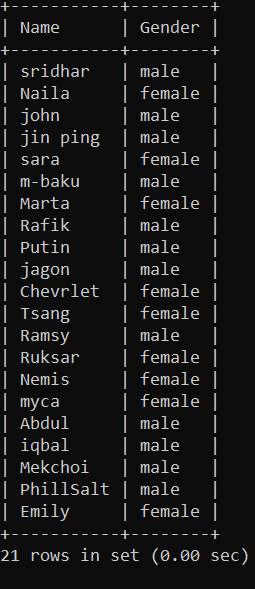 +-----------+--------+
| Name      | Gender |
+-----------+--------+
| sridhar   | male   |
| Naila     | female |
| john      | male   |
| jin ping  | male   |
| sara      | female |
| m-baku    | male   |
| Marta     | female |
| Rafik     | male   |
| Putin     | male   |
| jagon     | male   |
| Chevrlet  | female |
| Tsang     | female |
| Ramsy     | male   |
| Ruksar    | female |
| Nemis     | female |
| myca      | female |
| Abdul     | male   |
| iqbal     | male   |
| Mekchoi   | male   |
| PhillSalt | male   |
| Emily     | female |
+-----------+--------+
21 rows in set (0.00 sec)